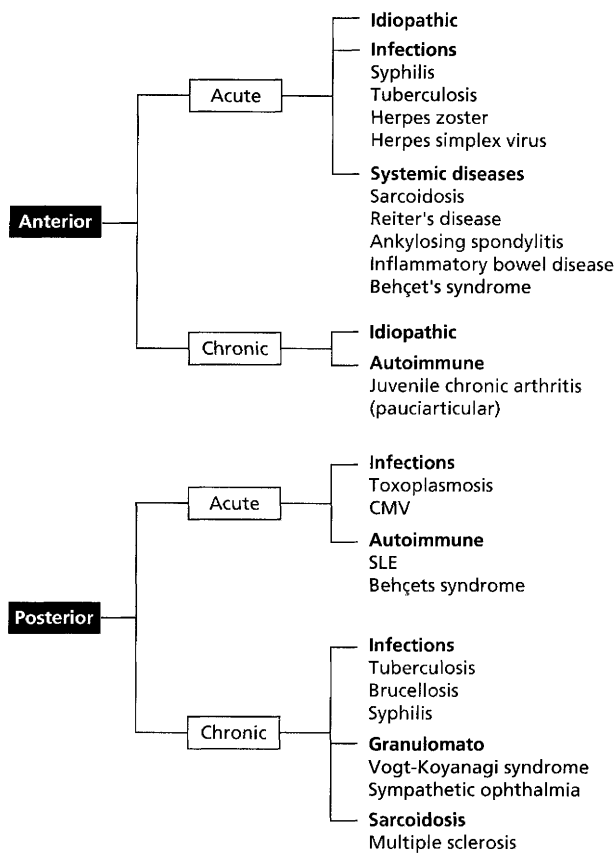 Anterior
Acute
Idiopathic
Infections
Syphilis
Tuberculosis
Herpes zoster
Herpes simplex virus
Systemic diseases
Sarcoidosis
Reiter's disease
Ankylosing spondylitis
Inflammatory bowel disease
Behçet's syndrome
Chronic
Idiopathic
Autoimmune
Juvenile chronic arthritis
(pauciarticular)
Posterior
Acute
Infections
Toxoplasmosis
CMV
Autoimmune
SLE
Behçets syndrome
Chronic
Infections
Tuberculosis
Brucellosis
Syphilis
Granulomato
Vogt-Koyanagi syndrome
Sympathetic ophthalmia
Sarcoidosis
Multiple sclerosis